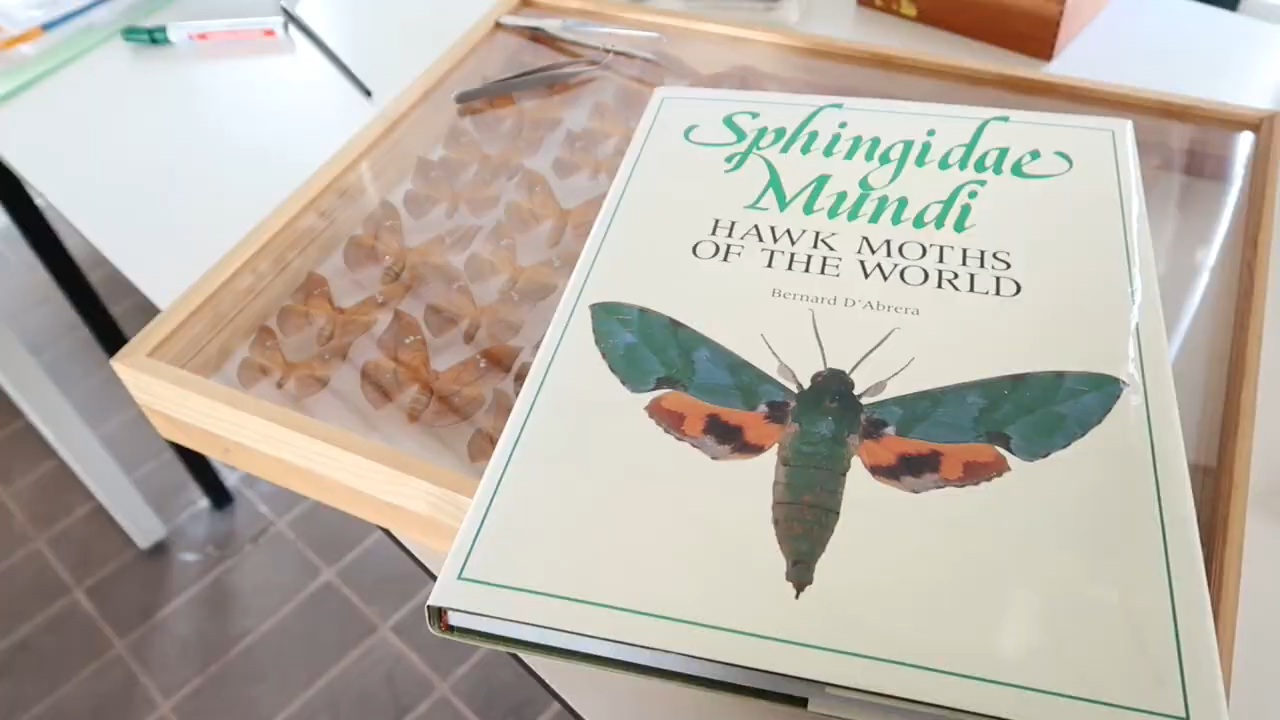 Sphingidae
Mundi
HAWK MOTHS
OF THE WORLD
Bernard D'Abrera